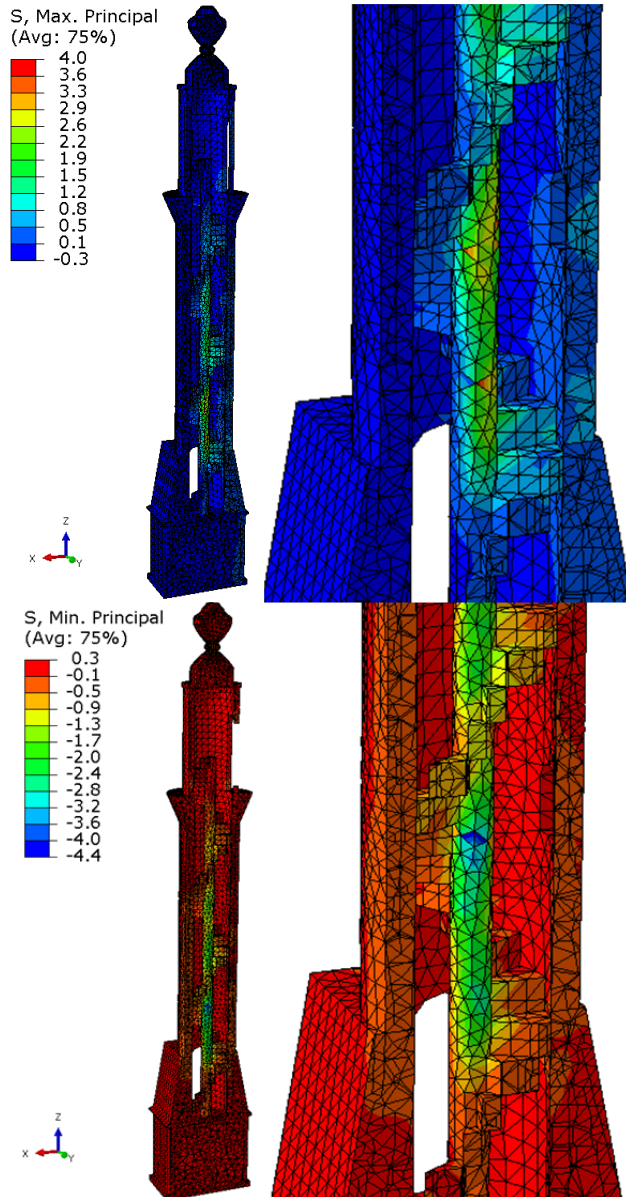 S, Max. Principal
(Avg: 75%)
4.0
3.6
3.3
2.9
2.6
2.2
1.9
1.5
1.2
0.8
0.5
0.1
-0.3
Z
X
Y
S, Min. Principal
(Avg: 75%)
0.3
-0.1
-0.5
-0.9
-1.3
-1.7
-2.0
-2.4
-2.8
-3.2
-3.6
-4.0
-4.4
Z
X
Y